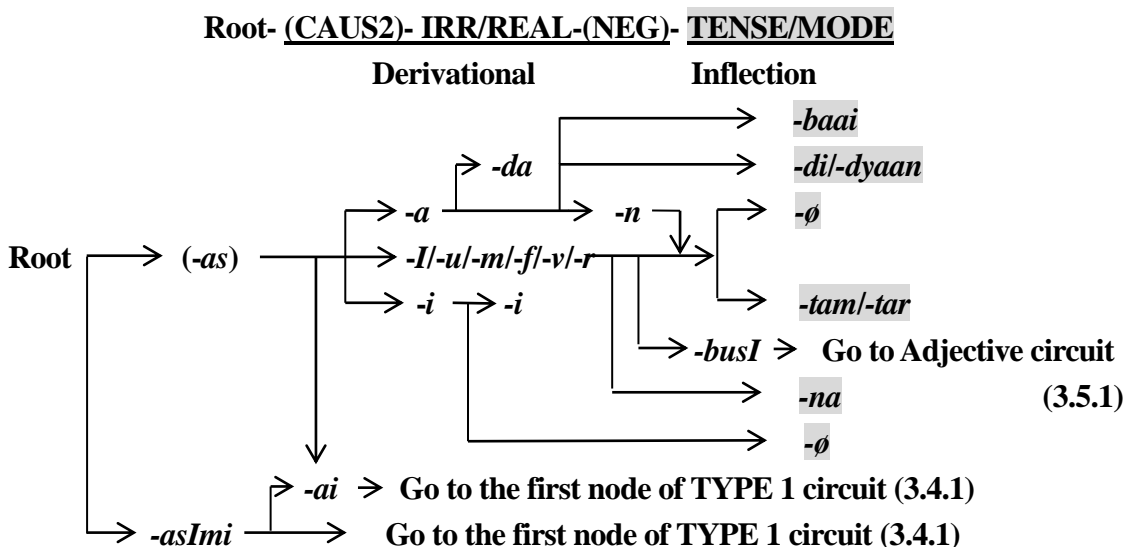 Root- (CAUS2)- IRR/REAL-(NEG)- TENSE/MODE
Derivational Inflection
-baai
-da -di/-dyaan
-a -n -ø
Root (-as) -I/-u/-m/-f/-v/-r
-i -i -tam/-tar
-busI Go to Adjective circuit
-na (3.5.1)
-ø
-ai Go to the first node of TYPE 1 circuit (3.4.1)
-asImi Go to the first node of TYPE 1 circuit (3.4.1)